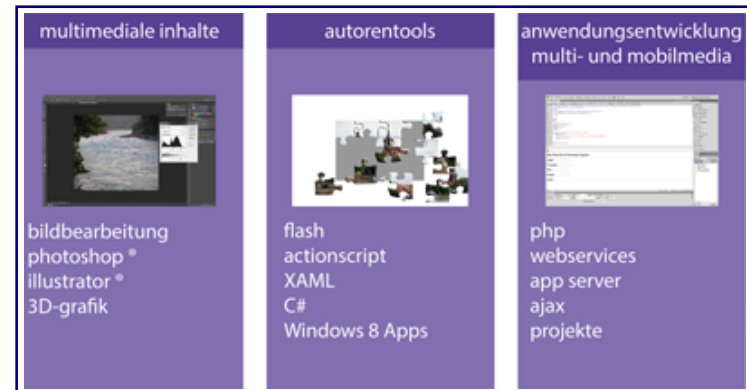 multimediale inhalte
bildbearbeitung
photoshop ®
illustrator ®
3D-grafik
autorentools
flash
actionscript
XAML
C#
Windows 8 Apps
anwendungsentwicklung
multi- und mobilmedia
php
webservices
app server
ajax
projekte